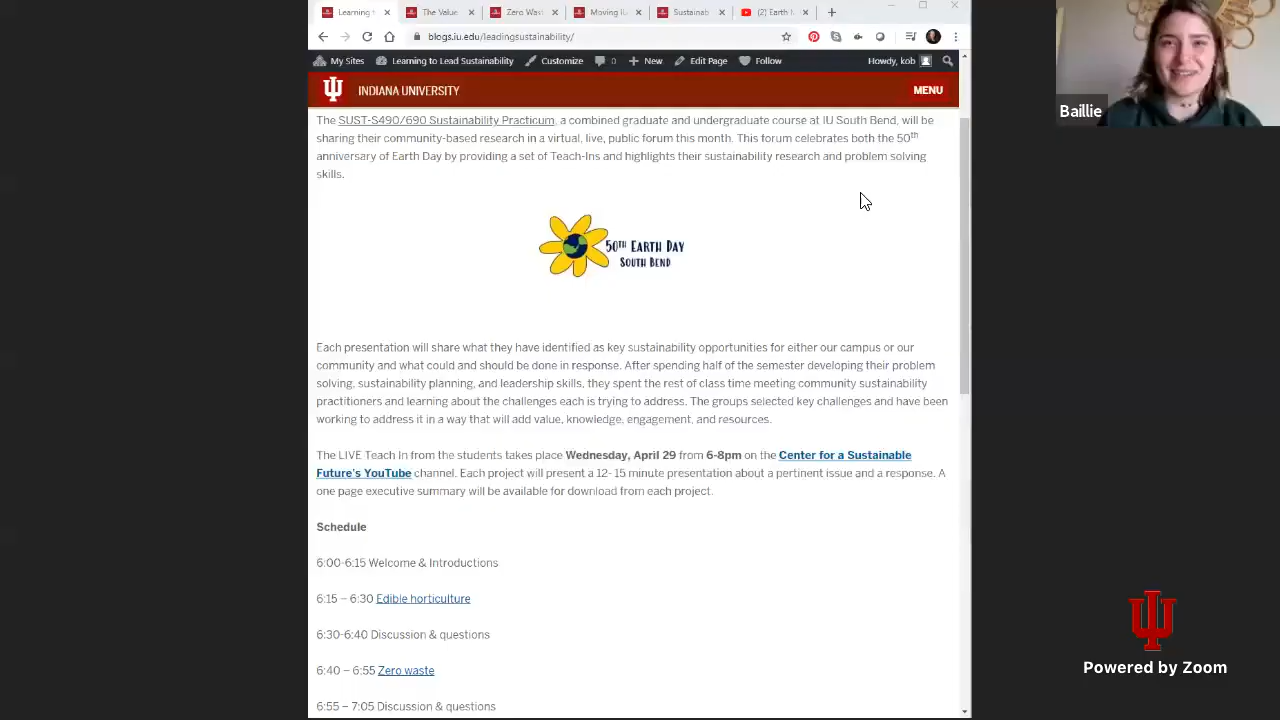 Learning t
The Value
Zero Wast
Moving IU
Sustainab
(2) Earth M
blogs.iu.edu/leadingsustainability/
My Sites Learning to Lead Sustainability Customize 0 New Edit Page Follow Howdy, kob
INDIANA UNIVERSITY MENU
The SUST-S490/690 Sustainability Practicum, a combined graduate and undergraduate course at IU South Bend, will be
sharing their community-based research in a virtual, live, public forum this month. This forum celebrates both the 50th
anniversary of Earth Day by providing a set of Teach-Ins and highlights their sustainability research and problem solving
skills.
50TH EARTH DAY
SOUTH BEND
Each presentation will share what they have identified as key sustainability opportunities for either our campus or our
community and what could and should be done in response. After spending half of the semester developing their problem
solving, sustainability planning, and leadership skills, they spent the rest of class time meeting community sustainability
practitioners and learning about the challenges each is trying to address. The groups selected key challenges and have been
working to address it in a way that will add value, knowledge, engagement, and resources.
The LIVE Teach In from the students takes place Wednesday, April 29 from 6-8pm on the Center for a Sustainable
Future's YouTube channel. Each project will present a 12- 15 minute presentation about a pertinent issue and a response. A
one page executive summary will be available for download from each project.
Schedule
6:00-6:15 Welcome & Introductions
6:15 – 6:30 Edible horticulture
6:30-6:40 Discussion & questions
6:40 – 6:55 Zero waste
6:55 – 7:05 Discussion & questions
Baillie
Powered by Zoom